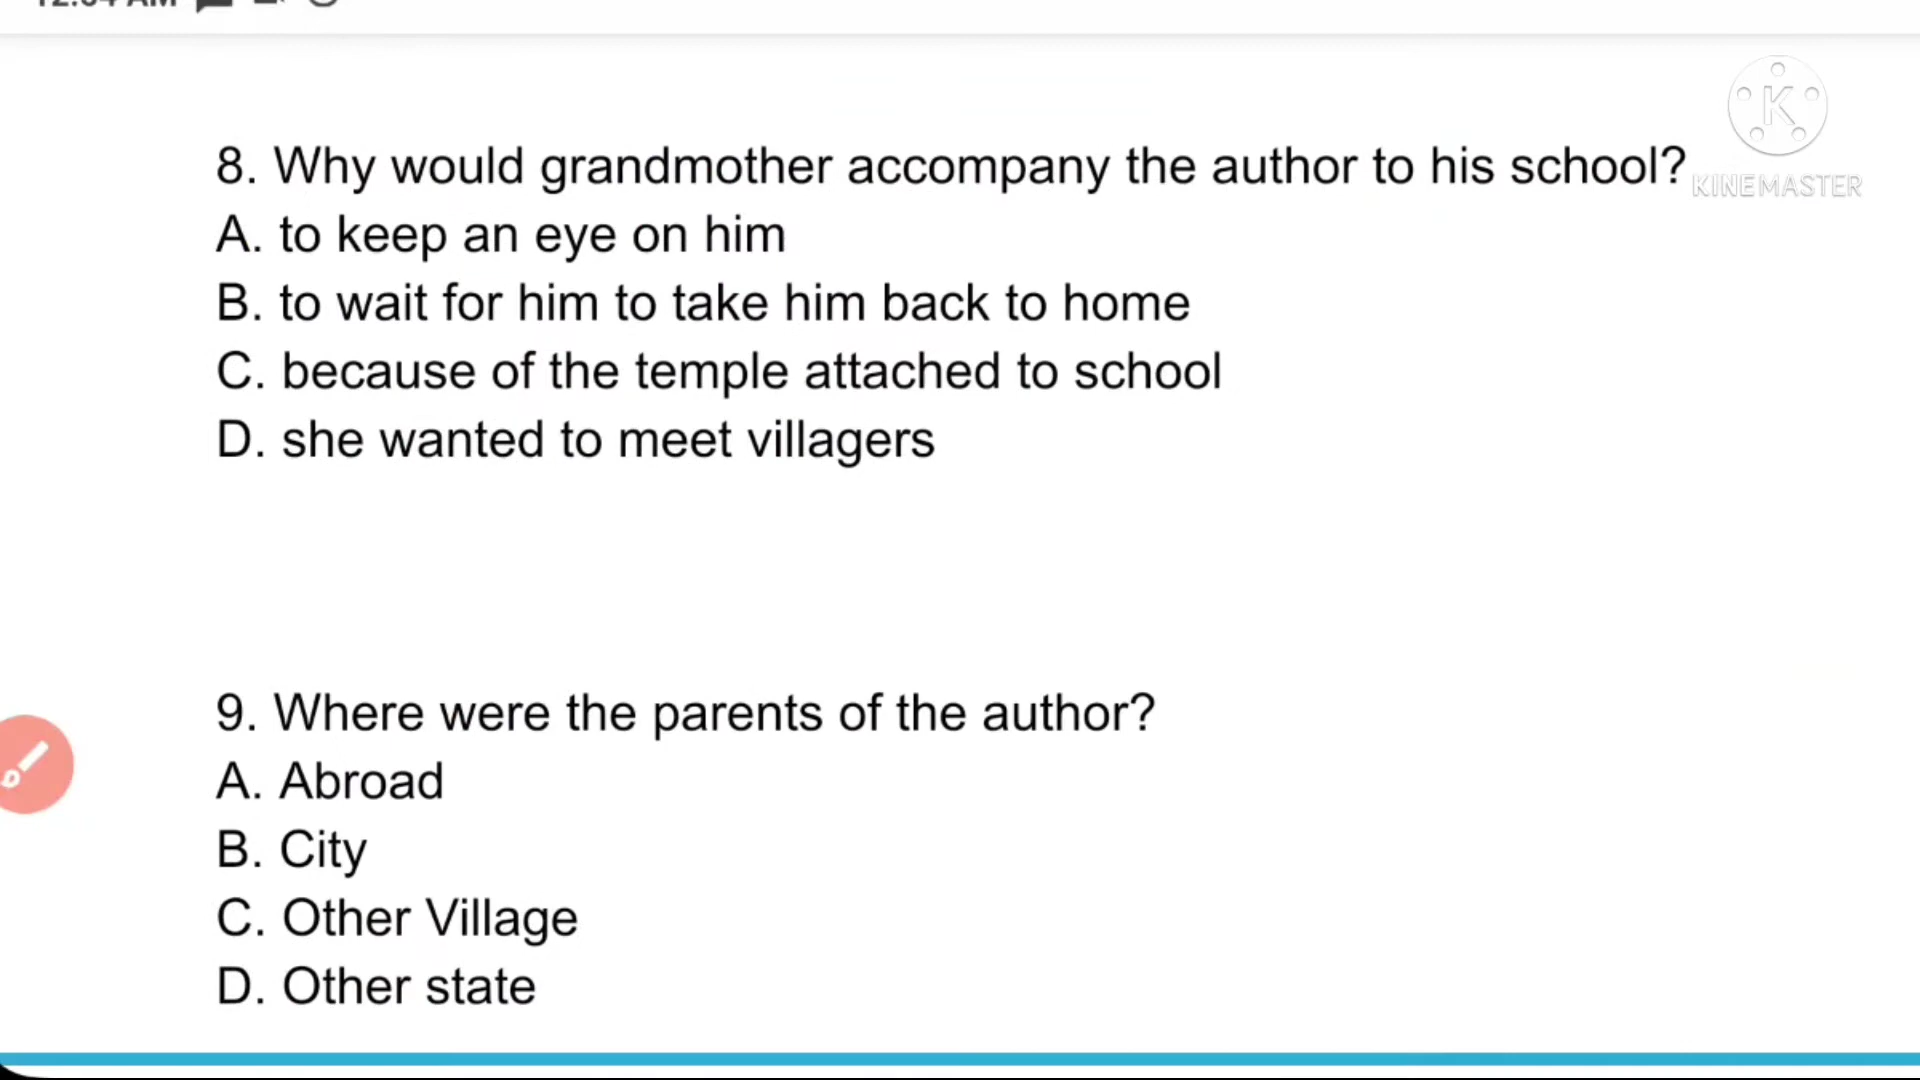 8. Why would grandmother accompany the author to his school?
KINEMASTER
A. to keep an eye on him
B. to wait for him to take him back to home
C. because of the temple attached to school
D. she wanted to meet villagers
9. Where were the parents of the author?
A. Abroad
B. City
C. Other Village
D. Other state